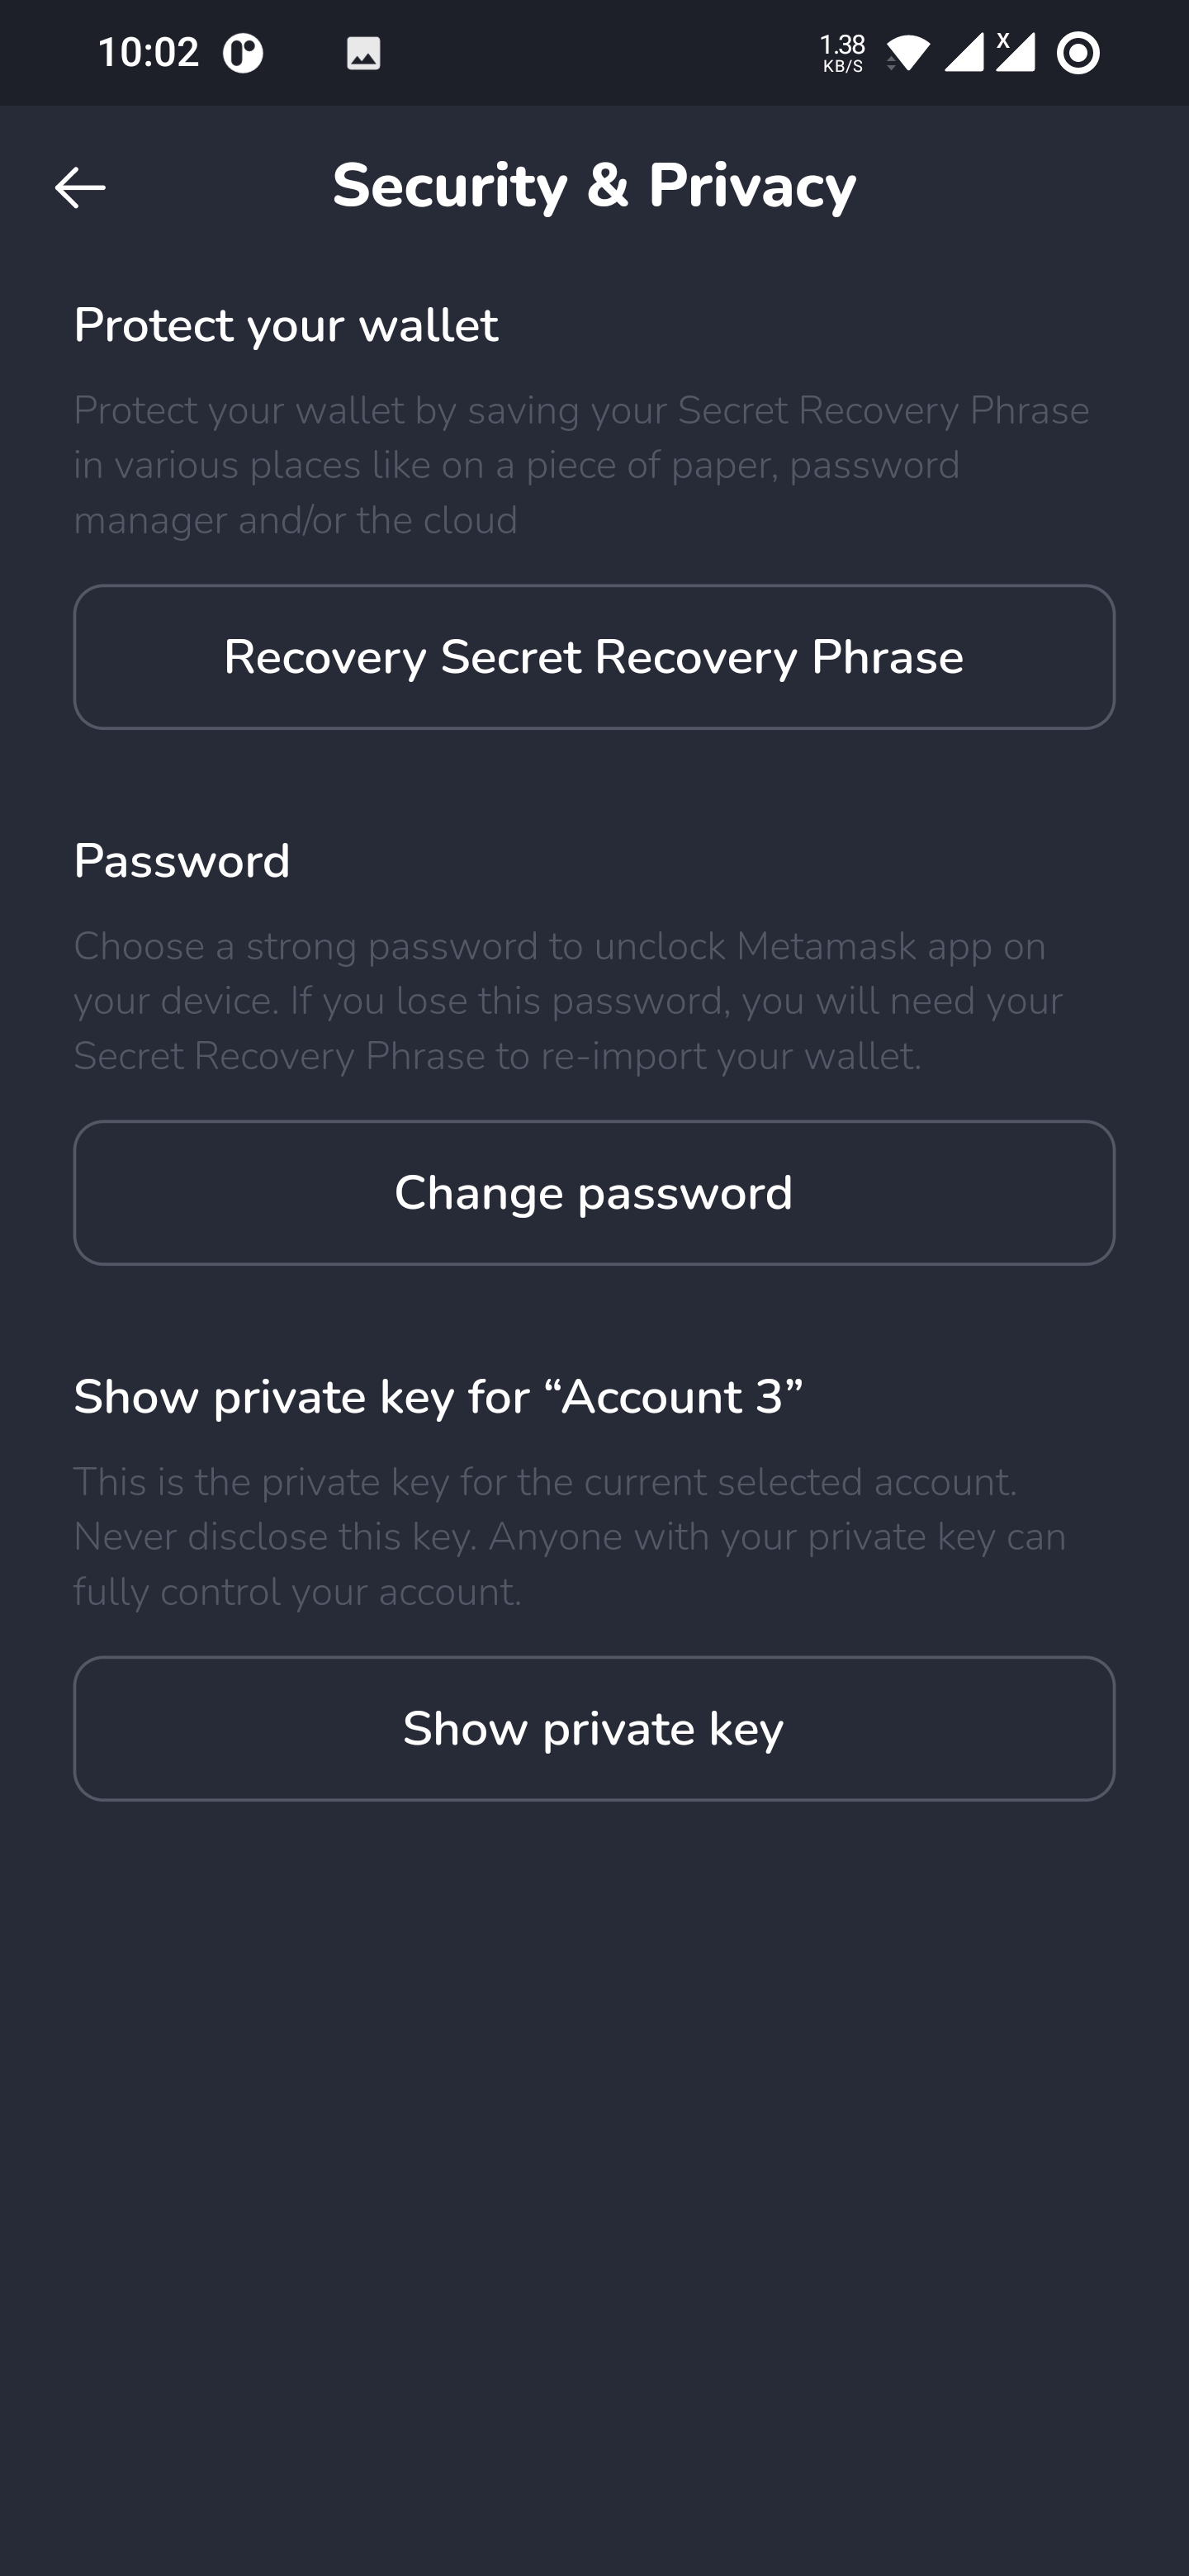 10:02
1.38
KB/S
X
Security & Privacy
Protect your wallet
Protect your wallet by saving your Secret Recovery Phrase
in various places like on a piece of paper, password
manager and/or the cloud
Recovery Secret Recovery Phrase
Password
Choose a strong password to unclock Metamask app on
your device. If you lose this password, you will need your
Secret Recovery Phrase to re-import your wallet.
Change password
Show private key for “Account 3”
This is the private key for the current selected account.
Never disclose this key. Anyone with your private key can
fully control your account.
Show private key